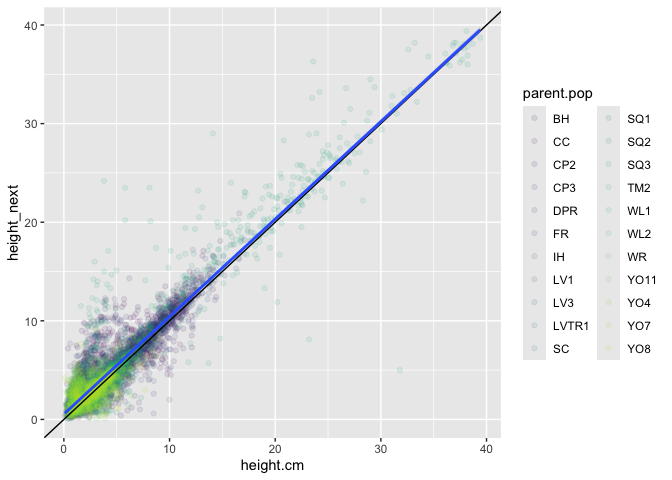 40
30
20
10
0
height_next
0 10 20 30 40
height.cm
parent.pop
BH SQ1
CC SQ2
CP2 SQ3
CP3 TM2
DPR WL1
FR WL2
IH WR
LV1 YO11
LV3 YO4
LVTR1 YO7
SC YO8